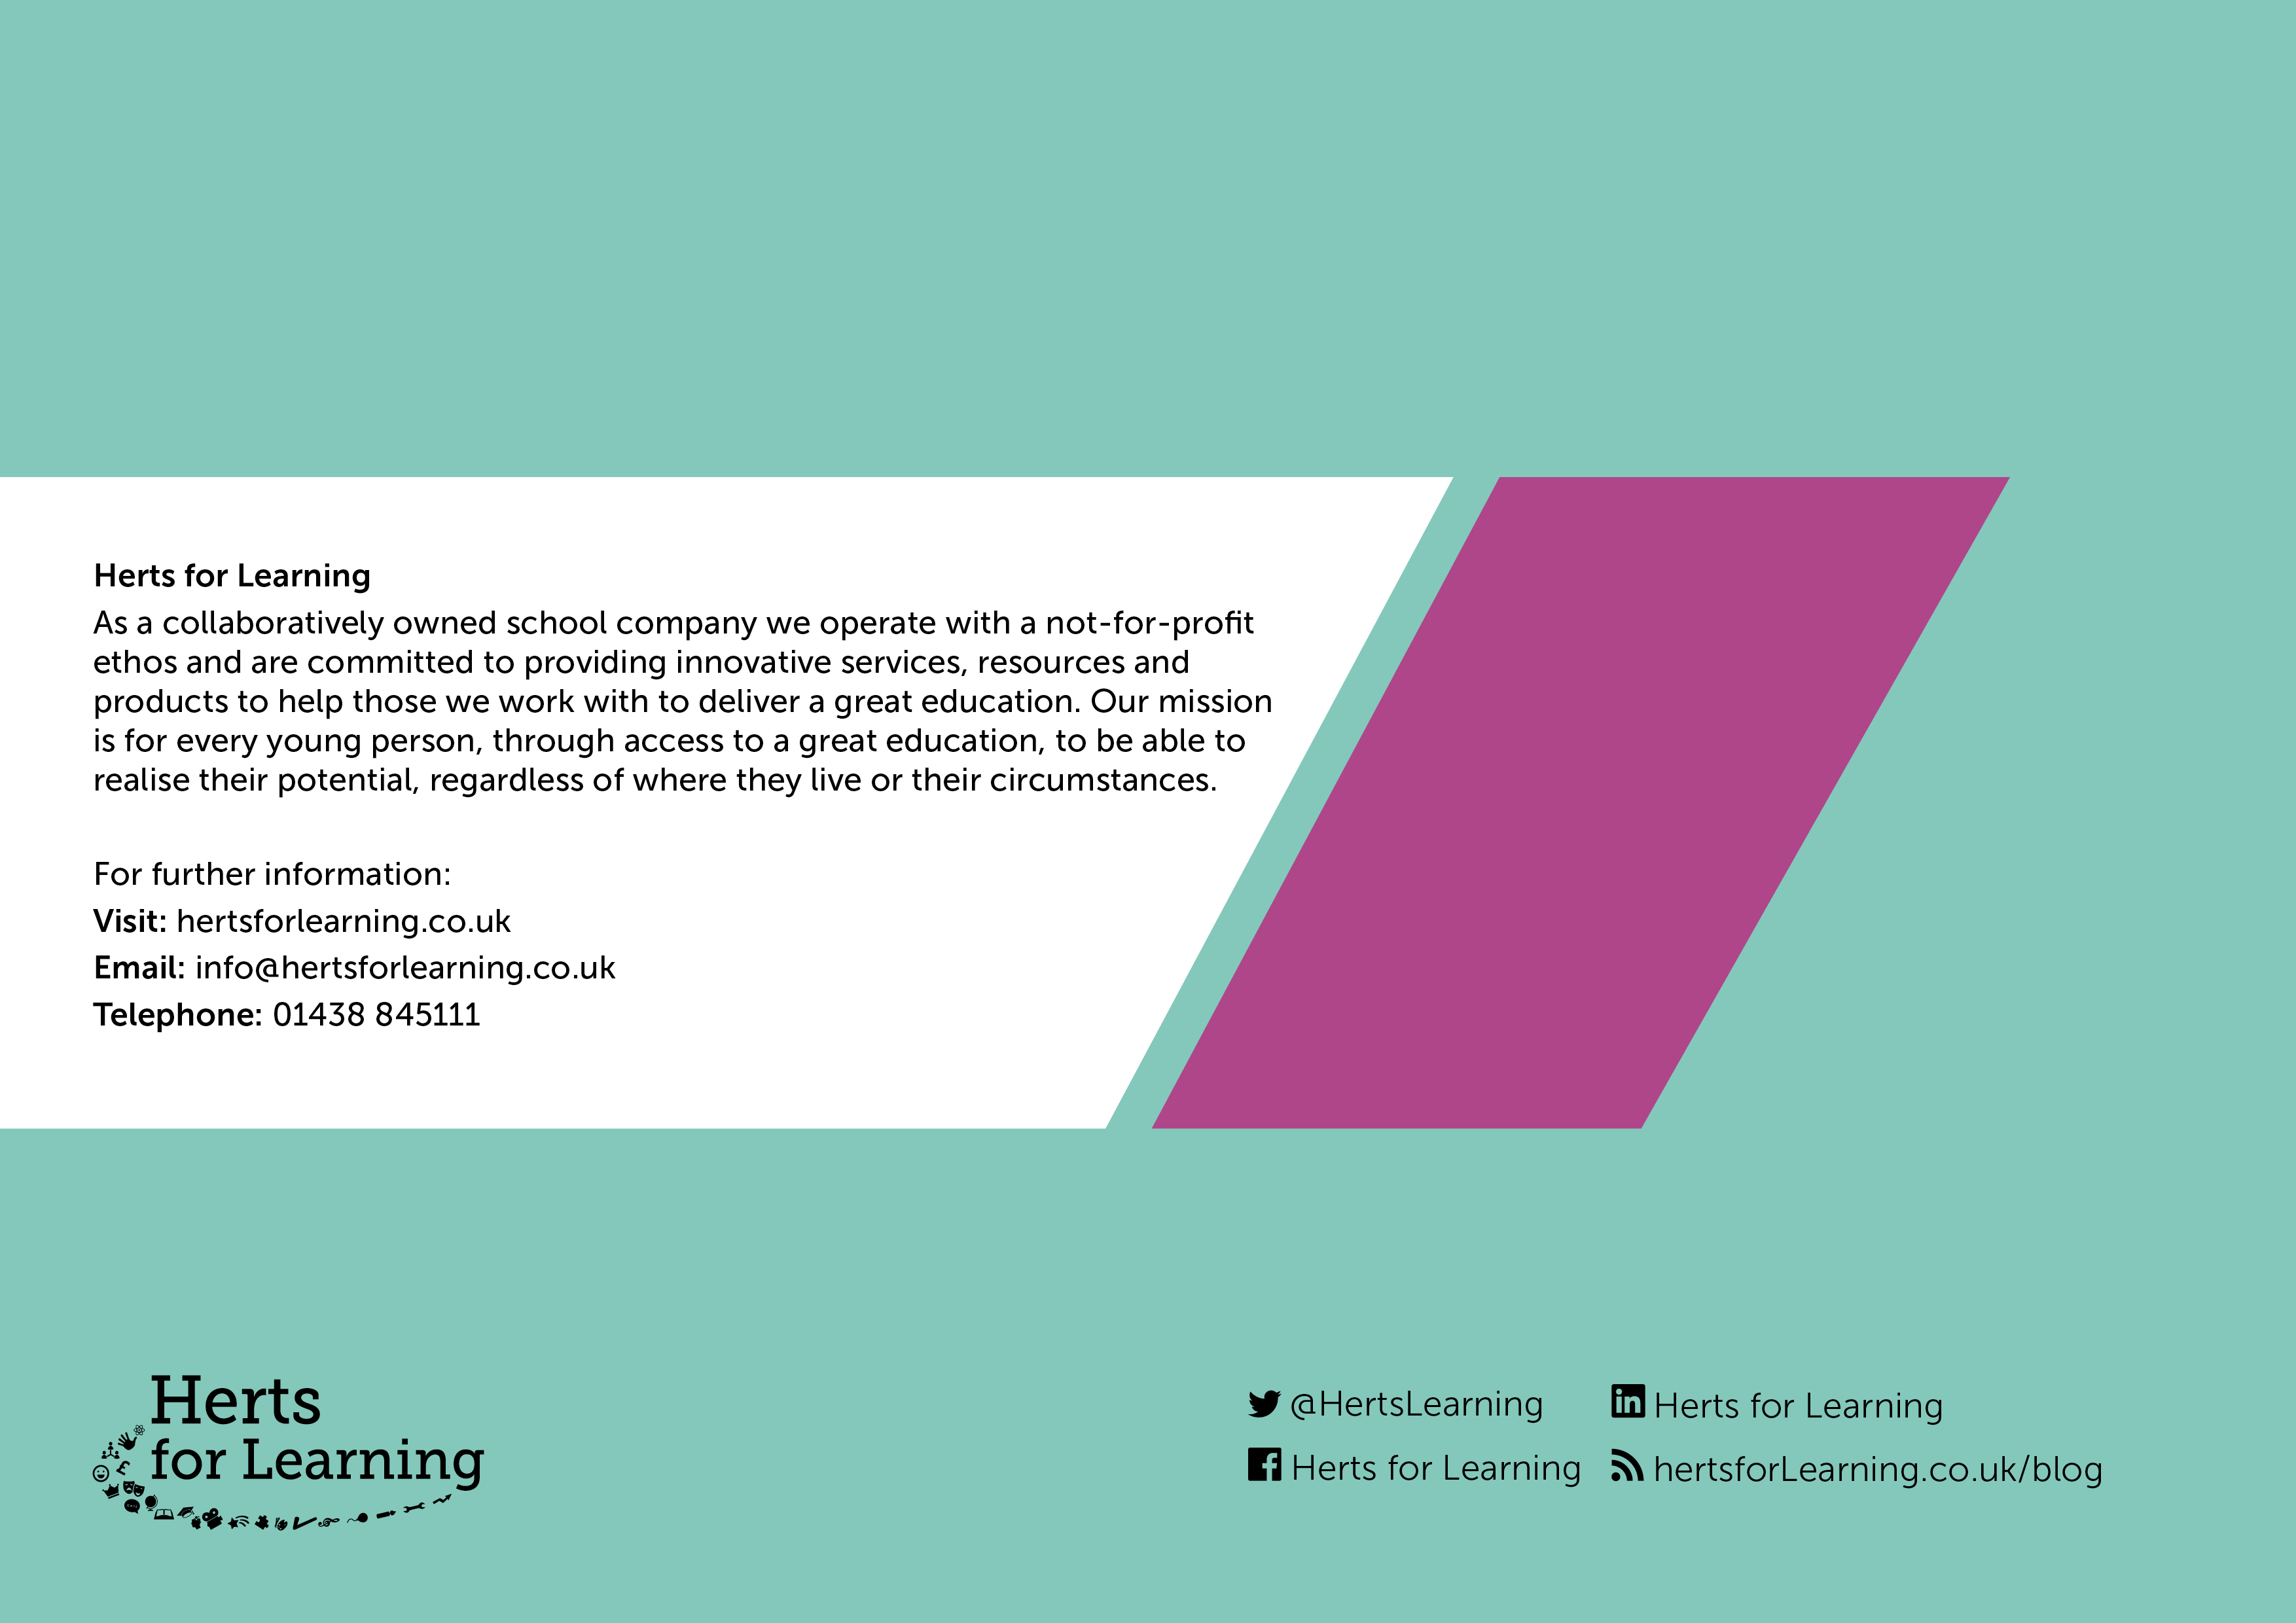 Herts for Learning
As a collaboratively owned school company we operate with a not-for-profit
ethos and are committed to providing innovative services, resources and
products to help those we work with to deliver a great education. Our mission
is for every young person, through access to a great education, to be able to
realise their potential, regardless of where they live or their circumstances.
For further information:
Visit: hertsforlearning.co.uk
Email: info@hertsforlearning.co.uk
Telephone: 01438 845111
Herts
for Learning
@HertsLearning
Herts for Learning
in Herts for Learning
hertsforLearning.co.uk/blog